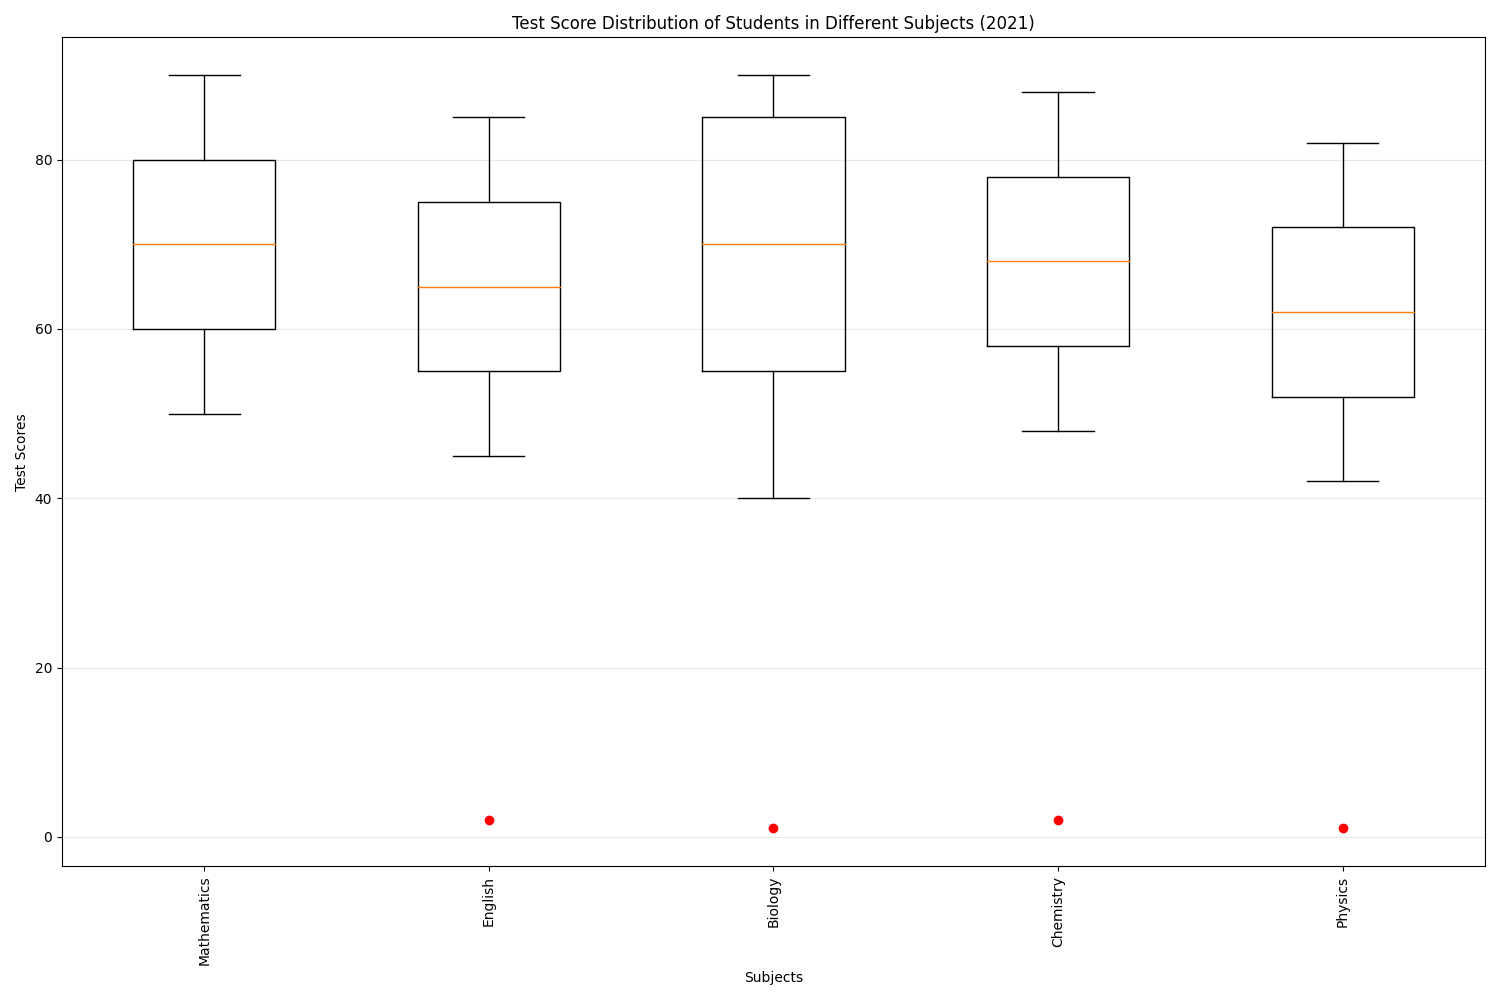 Test Score Distribution of Students in Different Subjects (2021)
Test Scores
80
60
40
20
0
Mathematics
English
Biology
Chemistry
Physics
Subjects